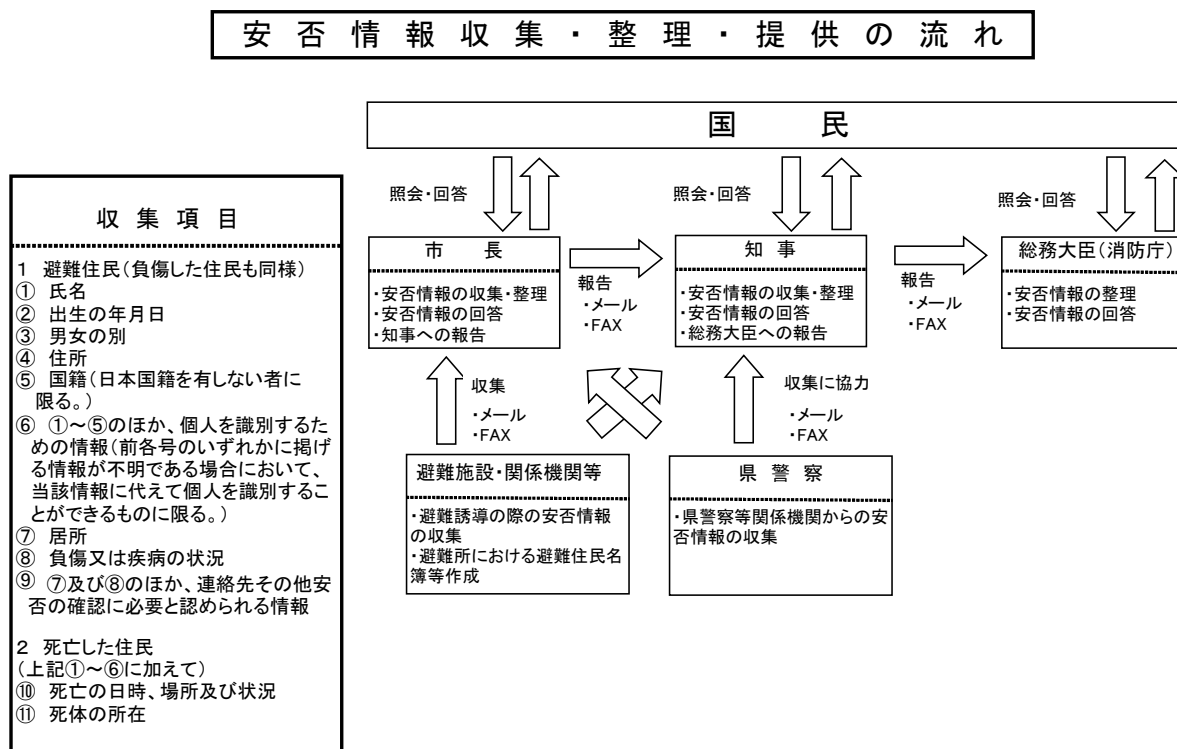 安否情報収集・整理・提供の流れ
国民
照会・回答
照会・回答
照会・回答
収集項目
1 避難住民(負傷した住民も同様)
① 氏名
② 出生の年月日
③ 男女の別
④ 住所
⑤ 国籍(日本国籍を有しない者に
限る。)
⑥ ①～⑤のほか、個人を識別するた
めの情報(前各号のいずれかに掲げ
る情報が不明である場合において、
当該情報に代えて個人を識別するこ
とができるものに限る。)
⑦ 居所
⑧ 負傷又は疾病の状況
⑨ ⑦及び⑧のほか、連絡先その他安
否の確認に必要と認められる情報
2 死亡した住民
(上記①～⑥に加えて)
⑩ 死亡の日時、場所及び状況
⑪ 死体の所在
市長
・安否情報の収集・整理
・安否情報の回答
・知事への報告
報告
・メール
・FAX
知事
・安否情報の収集・整理
・安否情報の回答
・総務大臣への報告
報告
・メール
・FAX
総務大臣(消防庁)
・安否情報の整理
・安否情報の回答
収集
・メール
・FAX
収集に協力
・メール
・FAX
避難施設・関係機関等
・避難誘導の際の安否情報
の収集
・避難所における避難住民名
簿等作成
県警察
・県警察等関係機関からの安
否情報の収集